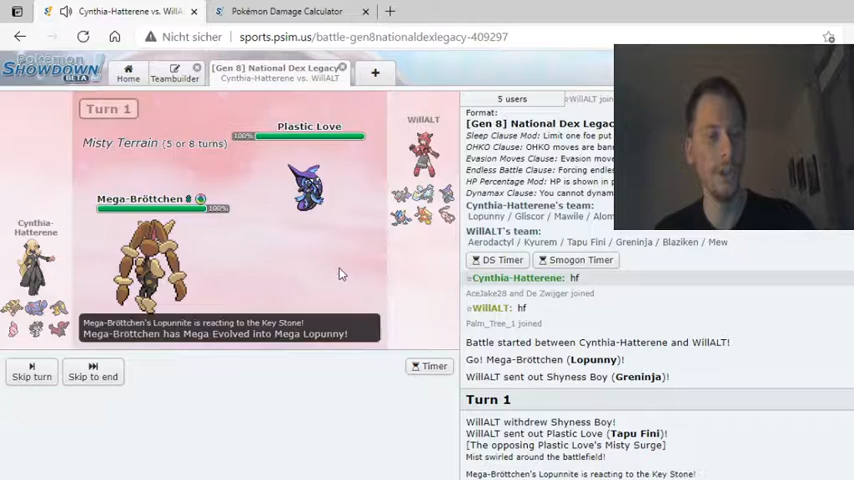 Cynthia-Hatterene vs. WillA
Pokémon Damage Calculator
Nicht sicher
sports.psim.us/battle-gen8nationaldexlegacy-409297
Pokémon
SHOWDOWN
BETA
Home
Teambuilder
[Gen 8] National Dex Legacy
Cynthia-Hatterene vs. WillALT
5 users
WillALT join
Turn 1
Misty Terrain (5 or 8 turns)
Plastic Love
100%
WillALT
Mega-Bröttchen
100%
Cynthia-
Hatterene
Mega-Bröttchen's Lopunnite is reacting to the Key Stone!
Mega-Bröttchen has Mega Evolved into Mega Lopunny!
Skip turn
Skip to end
Timer
Format:
[Gen 8] National Dex Legac
Sleep Clause Mod: Limit one foe put
OHKO Clause: OHKO moves are ban
Evasion Moves Clause: Evasion move
Endless Battle Clause: Forcing endles
HP Percentage Mod: HP is shown in p
Dynamax Clause: You cannot dynama
Cynthia-Hatterene's team:
Lopunny / Gliscor / Mawile / Alom
WillALT's team:
Aerodactyl / Kyurem / Tapu Fini / Greninja / Blaziken / Mew
DS Timer
Smogon Timer
☆Cynthia-Hatterene: hf
AceJake28 and De Zwijger joined
☆WillALT: hf
Palm_Tree_1 joined
Battle started between Cynthia-Hatterene and WillALT!
Go! Mega-Bröttchen (Lopunny)!
WillALT sent out Shyness Boy (Greninja)!
Turn 1
WillALT withdrew Shyness Boy!
WillALT sent out Plastic Love (Tapu Fini)!
[The opposing Plastic Love's Misty Surge]
Mist swirled around the battlefield!
Mega-Bröttchen's Lopunnite is reacting to the Key Stone!